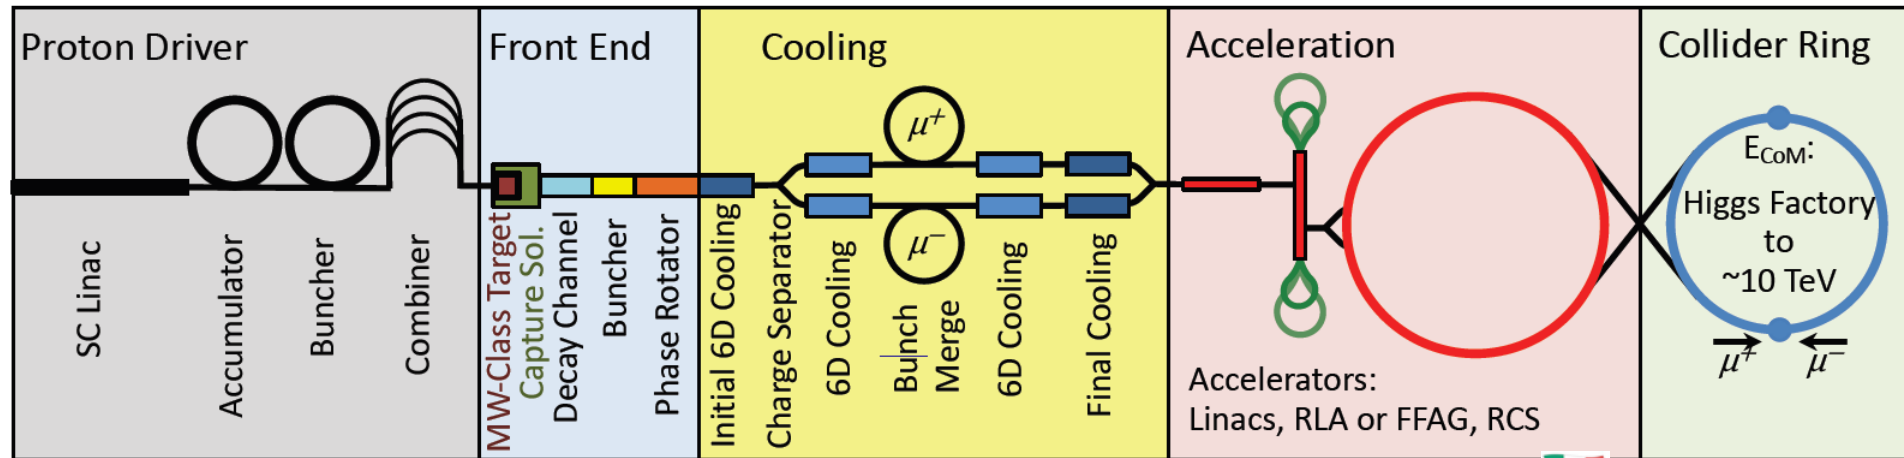 Proton Driver
SC Linac
Accumulator
Buncher
Combiner
Front End
MW-Class Target
Capture Sol.
Decay Channel
Buncher
Phase Rotator
Cooling
Initial 6D Cooling
Charge Separator
6D Cooling
μ+
μ−
Bunch
Merge
6D Cooling
Final Cooling
Acceleration
Accelerators:
Linacs, RLA or FFAG, RCS
Collider Ring
ECoM:
Higgs Factory
to
~10 TeV
μ+ μ−